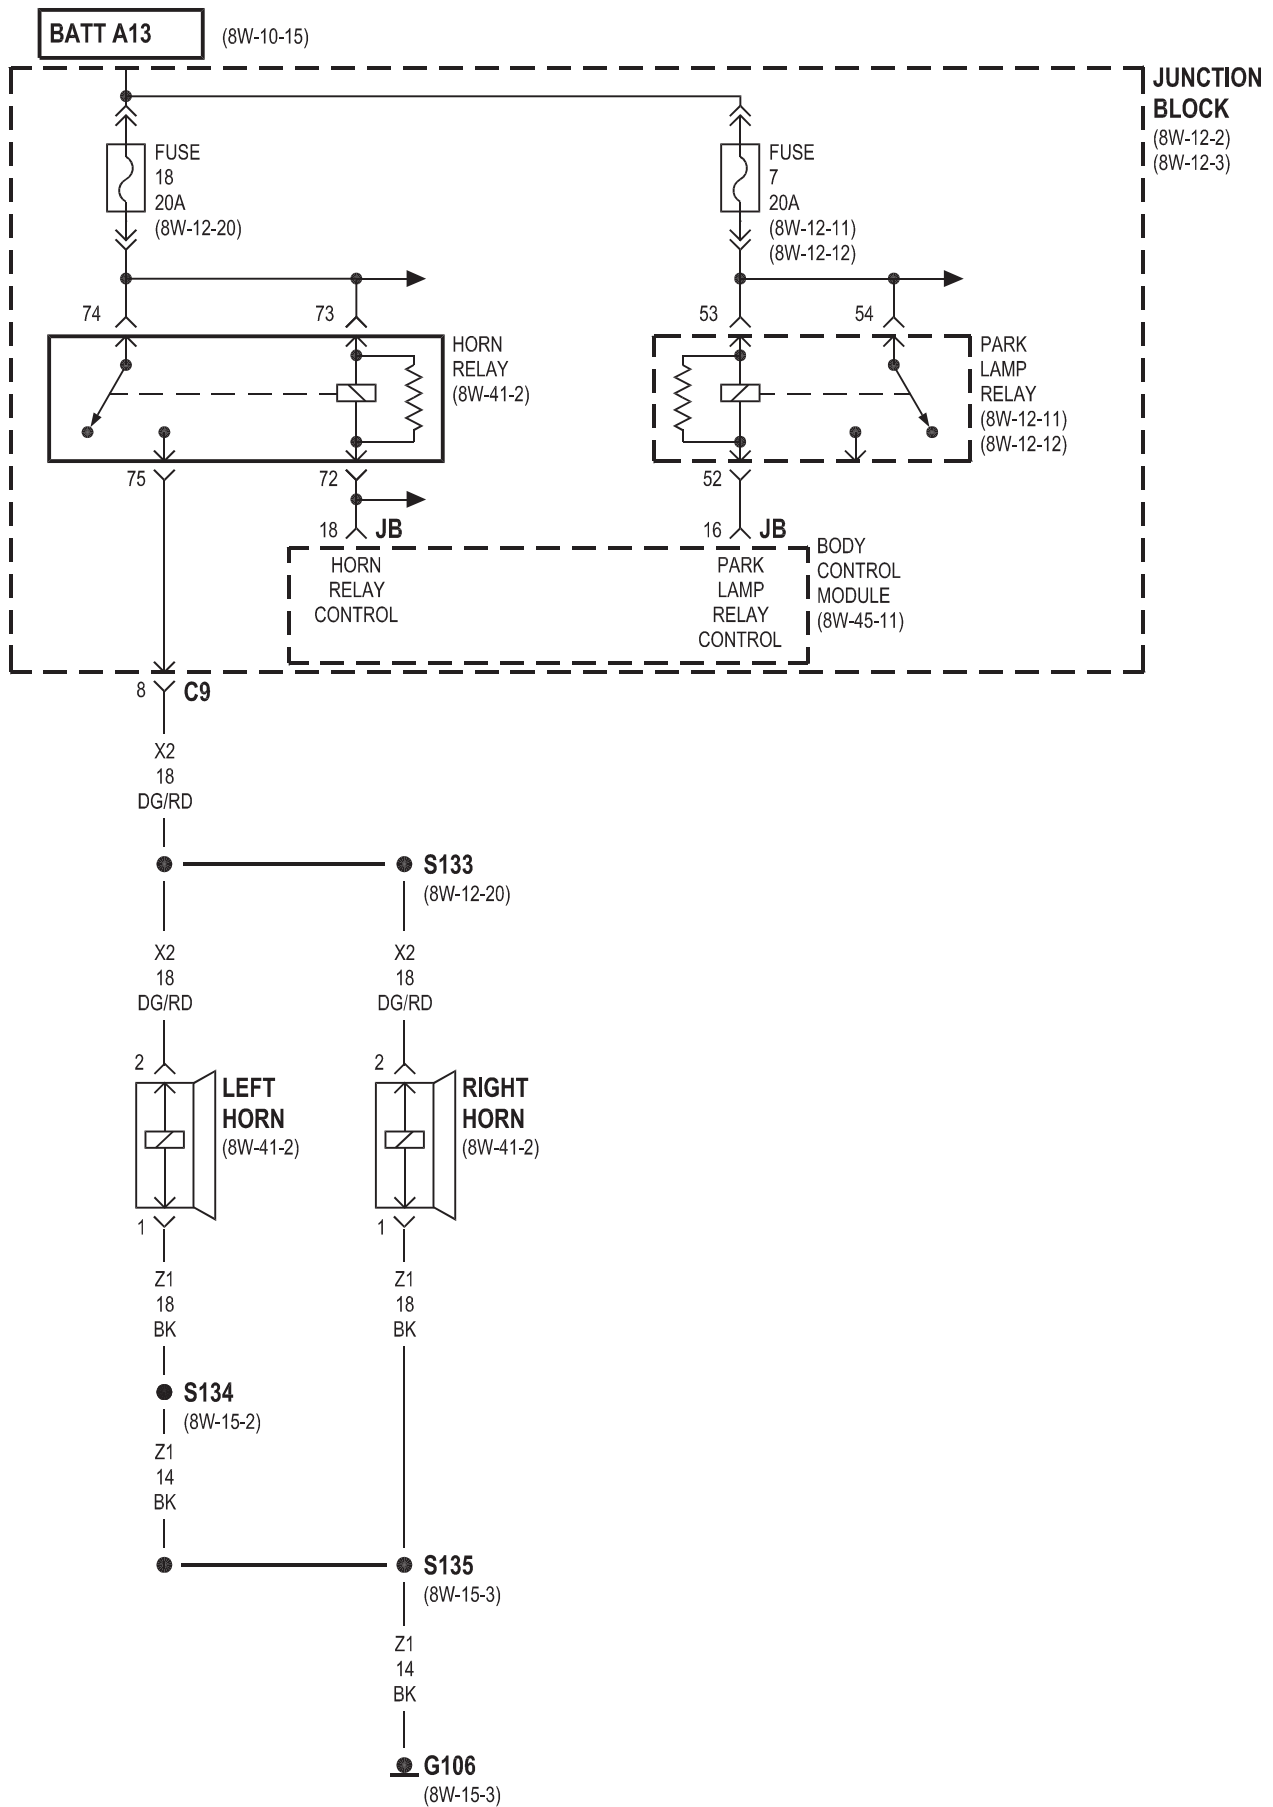 BATT A13
(8W-10-15)
JUNCTION
BLOCK
(8W-12-2)
(8W-12-3)
FUSE
18
20A
(8W-12-20)
FUSE
7
20A
(8W-12-11)
(8W-12-12)
74
73
53
54
HORN
RELAY
(8W-41-2)
PARK
LAMP
RELAY
(8W-12-11)
(8W-12-12)
75
72
52
18
JB
16
JB
HORN
RELAY
CONTROL
PARK
LAMP
RELAY
CONTROL
BODY
CONTROL
MODULE
(8W-45-11)
8
C9
X2
18
DG/RD
S133
(8W-12-20)
X2
18
DG/RD
X2
18
DG/RD
2
LEFT
HORN
(8W-41-2)
1
2
RIGHT
HORN
(8W-41-2)
1
Z1
18
BK
Z1
18
BK
S134
(8W-15-2)
Z1
14
BK
S135
(8W-15-3)
Z1
14
BK
G106
(8W-15-3)